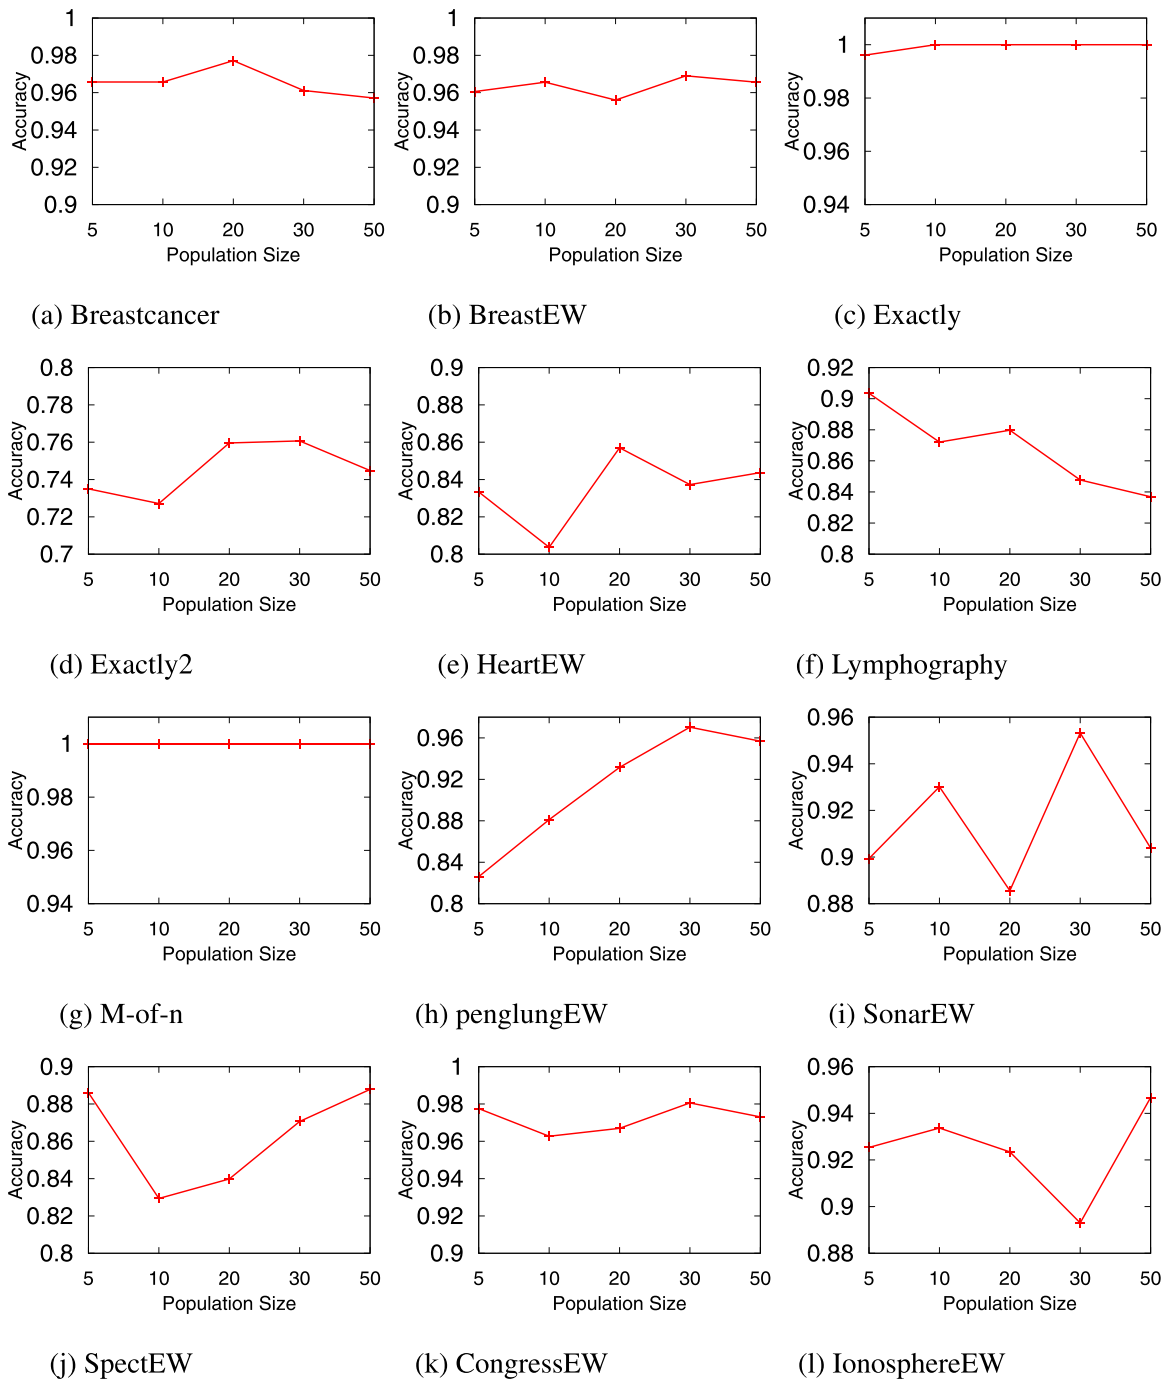 1
0.98
0.96
0.94
0.92
0.9
Accuracy
5 10 20 30 50
Population Size
(a) Breastcancer
1
0.98
0.96
0.94
0.92
0.9
Accuracy
5 10 20 30 50
Population Size
(b) BreastEW
1
0.98
0.96
0.94
Accuracy
5 10 20 30 50
Population Size
(c) Exactly
0.8
0.78
0.76
0.74
0.72
0.7
Accuracy
5 10 20 30 50
Population Size
(d) Exactly2
0.9
0.88
0.86
0.84
0.82
0.8
Accuracy
5 10 20 30 50
Population Size
(e) HeartEW
0.92
0.9
0.88
0.86
0.84
0.82
0.8
Accuracy
5 10 20 30 50
Population Size
(f) Lymphography
1
0.98
0.96
0.94
Accuracy
5 10 20 30 50
Population Size
(g) M-of-n
0.96
0.92
0.88
0.84
0.8
Accuracy
5 10 20 30 50
Population Size
(h) penglungEW
0.96
0.94
0.92
0.9
0.88
Accuracy
5 10 20 30 50
Population Size
(i) SonarEW
0.9
0.88
0.86
0.84
0.82
0.8
Accuracy
5 10 20 30 50
Population Size
(j) SpectEW
1
0.98
0.96
0.94
0.92
0.9
Accuracy
5 10 20 30 50
Population Size
(k) CongressEW
0.96
0.94
0.92
0.9
0.88
Accuracy
5 10 20 30 50
Population Size
(l) IonosphereEW